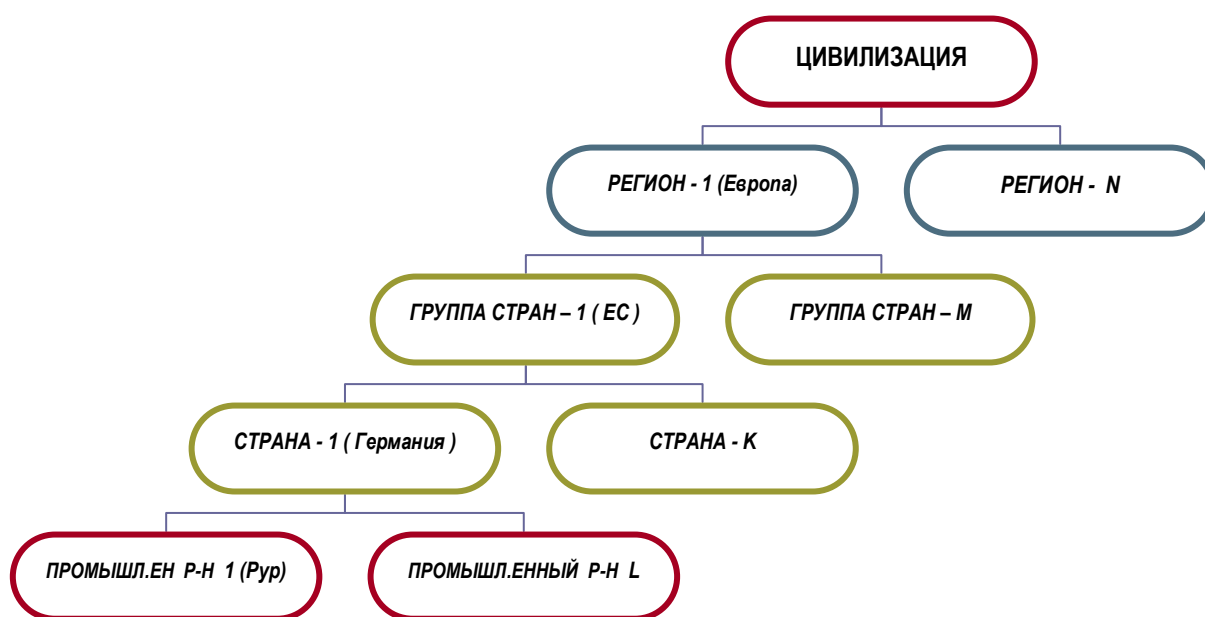 ЦИВИЛИЗАЦИЯ
РЕГИОН - 1 (Европа)
РЕГИОН - N
ГРУППА СТРАН – 1 ( ЕС )
ГРУППА СТРАН – М
СТРАНА - 1 ( Германия )
СТРАНА - K
ПРОМЫШЛ.ЕН Р-Н 1 (Рур)
ПРОМЫШЛ.ЕННЫЙ Р-Н L